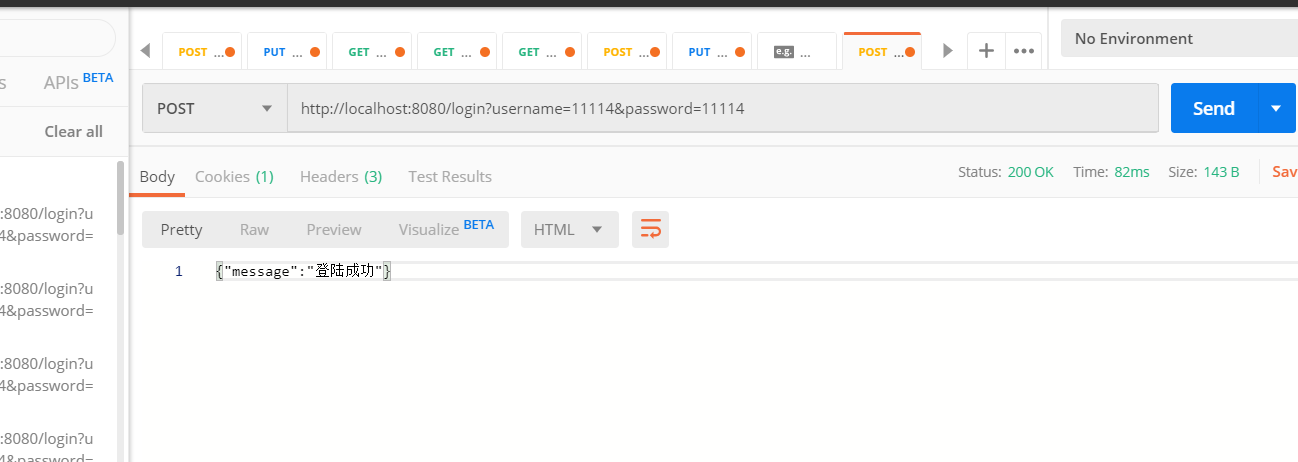 POST ... PUT ... GET ... GET ... GET ... POST ... PUT ... e.g. ... POST ... No Environment
s APIs BETA
POST http://localhost:8080/login?username=11114&password=11114 Send
Clear all
Body Cookies (1) Headers (3) Test Results Status: 200 OK Time: 82ms Size: 143 B Sav
:8080/login?u
4&password=
Pretty Raw Preview Visualize BETA HTML
1 {"message":"登陆成功"}
:8080/login?u
4&password=
:8080/login?u
4&password=
:8080/login?u
4&password=